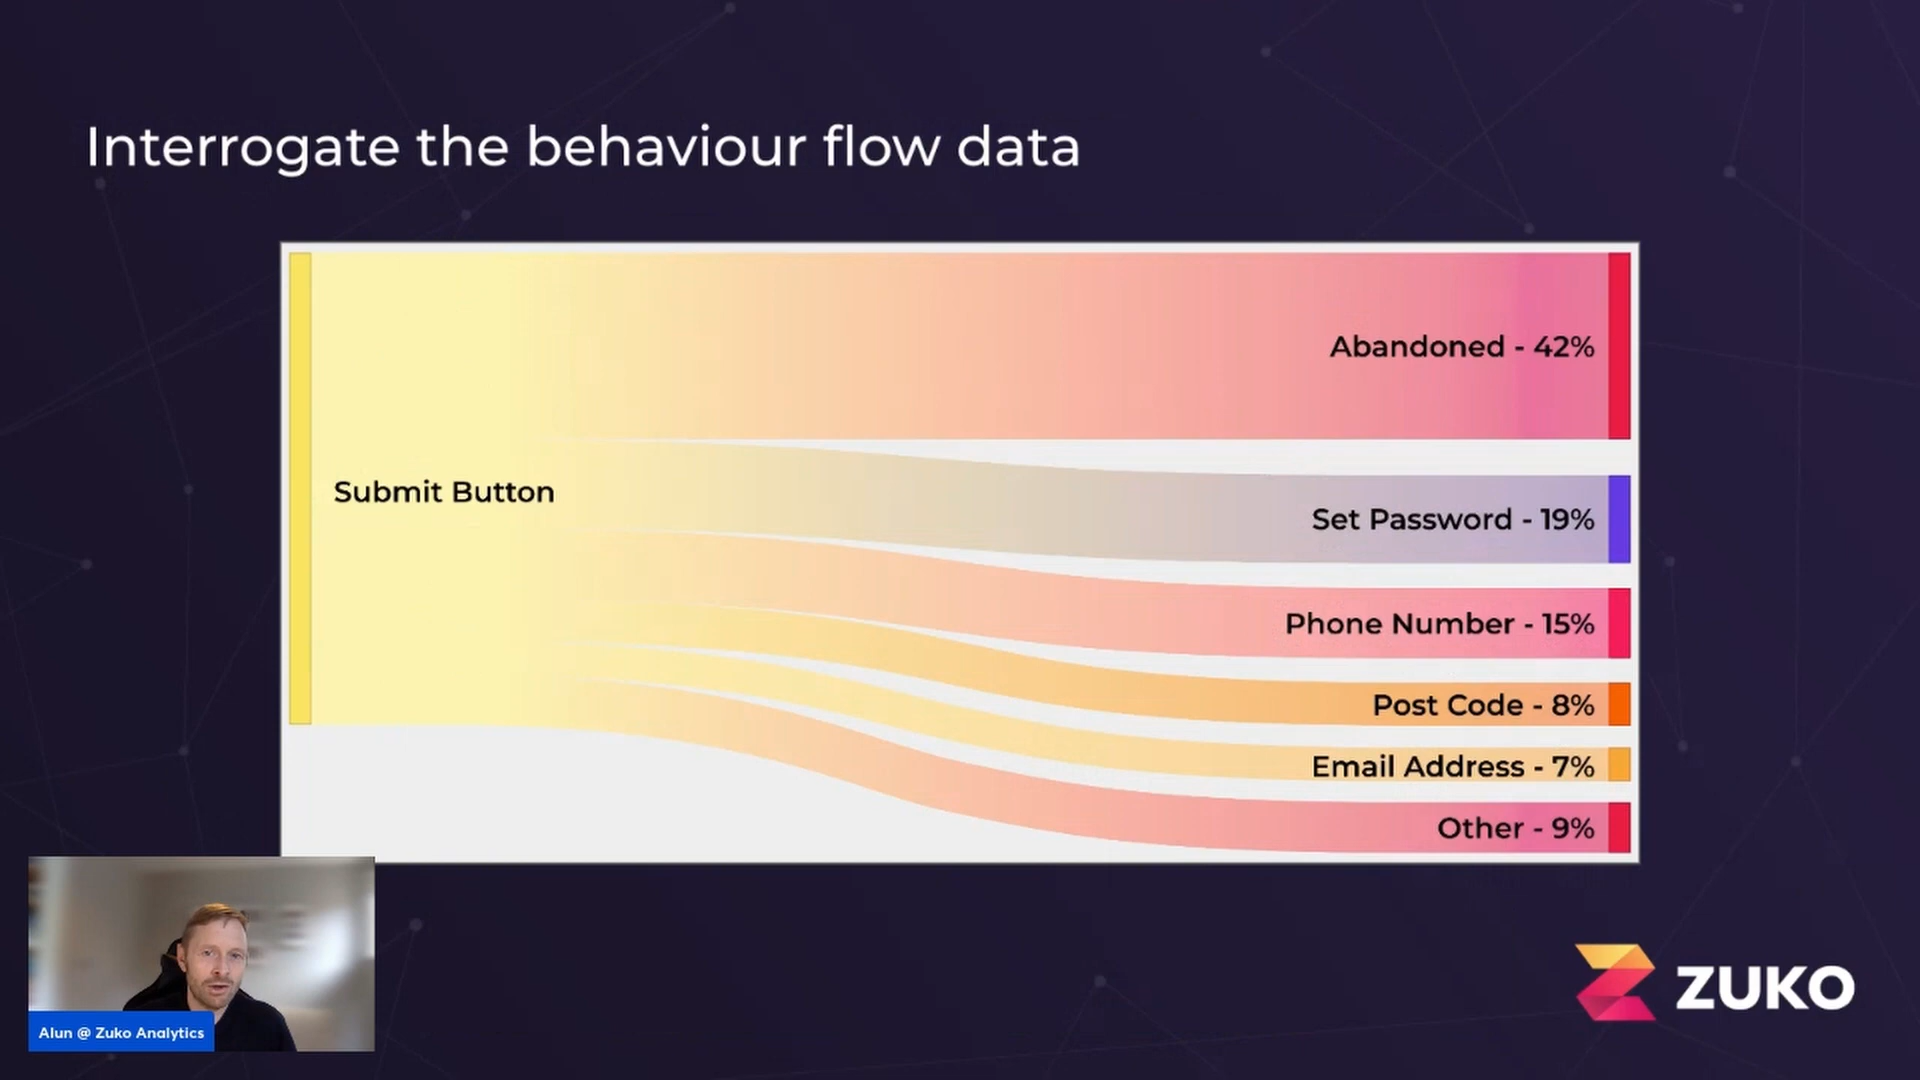 Interrogate the behaviour flow data
Submit Button
Abandoned - 42%
Set Password - 19%
Phone Number - 15%
Post Code - 8%
Email Address - 7%
Other - 9%
Alun @ Zuko Analytics
ZUKO